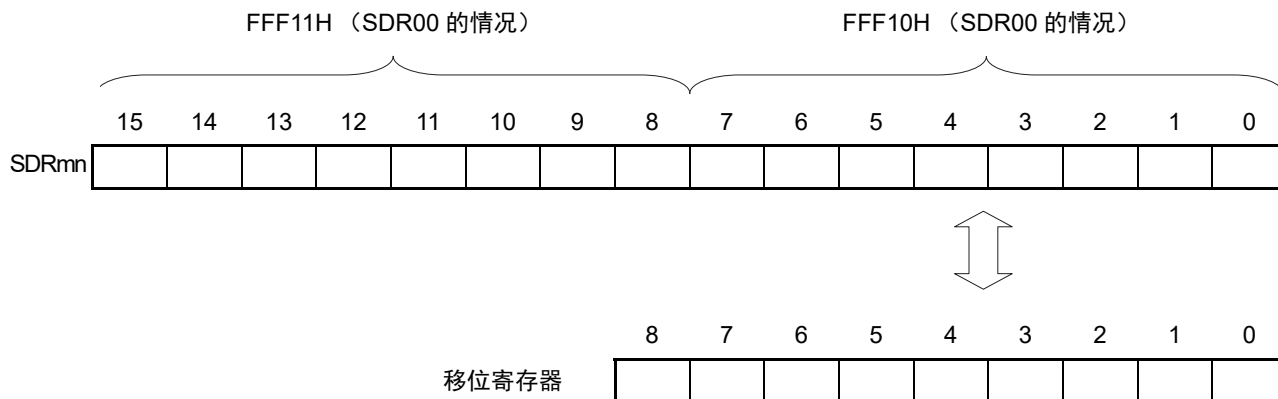 FFF11H （SDR00 的情况） FFF10H （SDR00 的情况）
15 14 13 12 11 10 9 8 7 6 5 4 3 2 1 0
SDRmn
8 7 6 5 4 3 2 1 0
移位寄存器